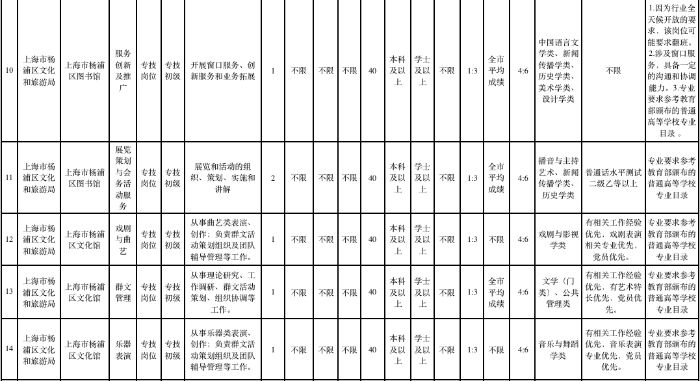 10
上海市杨
浦区文化
和旅游局
上海市杨浦
区图书馆
服务
创新
及推
广
专技
岗位
专技
初级
开展窗口服务、创
新服务和业务拓展
1
不限
不限
不限
40
本科
及以
上
学士
及以
上
不限
1:3
全市
平均
成绩
4:6
中国语言文
学类、新闻
传播学类、
历史学类、
美术学类、
设计学类
不限
1.因为行业全
天候开放的要
求，该岗位可
能要求翻班。
2.涉及窗口服
务，具备一定
的沟通和协调
能力。3.专业
要求参考教育
部颁布的普通
高等学校专业
目录。
11
上海市杨
浦区文化
和旅游局
上海市杨浦
区图书馆
展览
策划
与会
务活
动服
务
专技
岗位
专技
初级
展览和活动的组
织、策划、实施和
讲解
2
不限
不限
不限
40
本科
及以
上
学士
及以
上
不限
1:3
全市
平均
成绩
4:6
播音与主持
艺术、新闻
传播学类、
历史学类
普通话水平测试
二级乙等以上
专业要求参考
教育部颁布的
普通高等学校
专业目录
12
上海市杨
浦区文化
和旅游局
上海市杨浦
区文化馆
戏剧
与曲
艺
专技
岗位
专技
初级
从事曲艺类表演、
创作；负责群文活
动策划组织及团队
辅导管理等工作。
1
不限
不限
不限
40
本科
及以
上
学士
及以
上
不限
1:3
不限
4:6
戏剧与影视
学类
有相关工作经验
优先，戏剧表演
相关专业优先，
党员优先。
专业要求参考
教育部颁布的
普通高等学校
专业目录
13
上海市杨
浦区文化
和旅游局
上海市杨浦
区文化馆
群文
管理
专技
岗位
专技
初级
从事理论研究、工
作调研、群文活动
策划、组织协调等
工作。
1
不限
不限
不限
40
本科
及以
上
学士
及以
上
不限
1:3
全市
平均
成绩
4:6
文学（门
类）、公共
管理类
有相关工作经验
优先，有艺术特
长优先，党员优
先。
专业要求参考
教育部颁布的
普通高等学校
专业目录
14
上海市杨
浦区文化
和旅游局
上海市杨浦
区文化馆
乐器
表演
专技
岗位
专技
初级
从事乐器类表演、
创作；负责群文活
动策划组织及团队
辅导管理等工作。
1
不限
不限
不限
40
本科
及以
上
学士
及以
上
不限
1:3
不限
4:6
音乐与舞蹈
学类
有相关工作经验
优先，音乐表演
专业优先，党员
优先。
专业要求参考
教育部颁布的
普通高等学校
专业目录